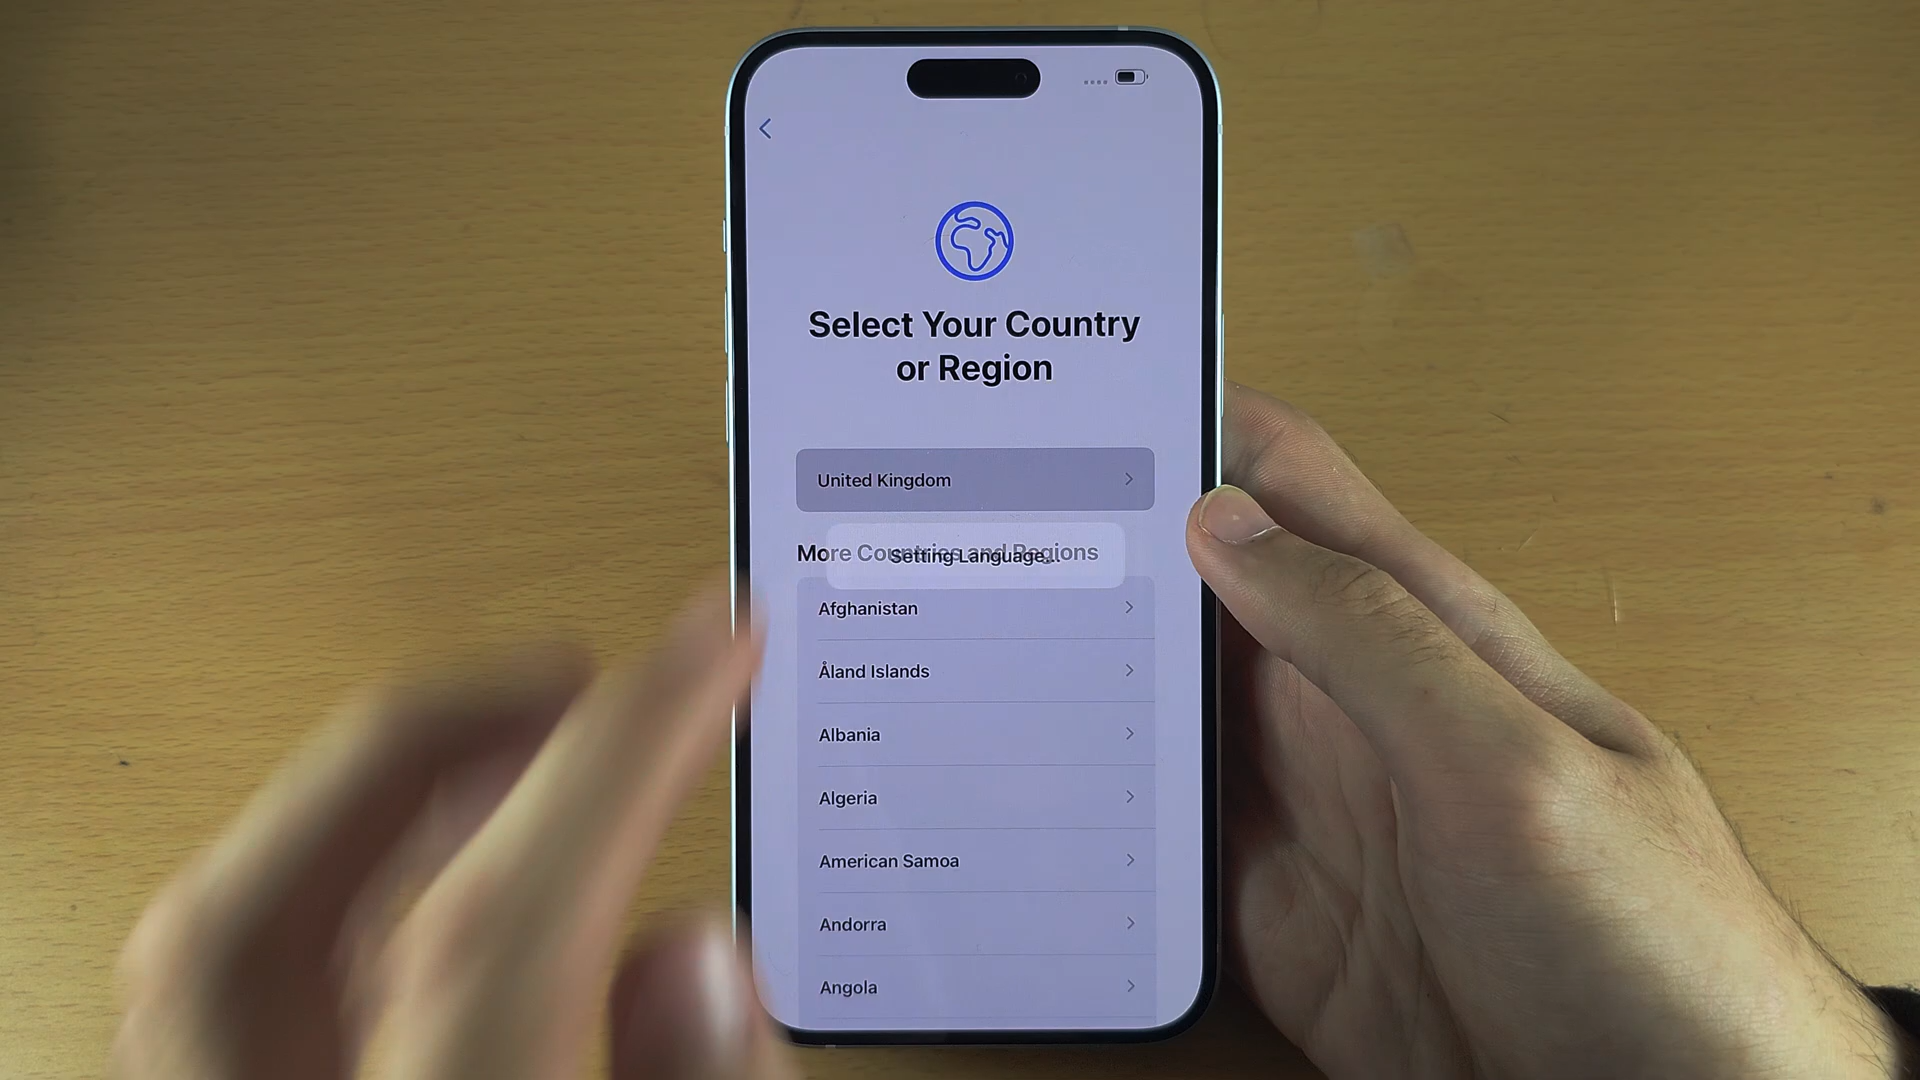 Select Your Country
or Region
United Kingdom
More Countries and Regions
Setting Language...
Afghanistan
Åland Islands
Albania
Algeria
American Samoa
Andorra
Angola